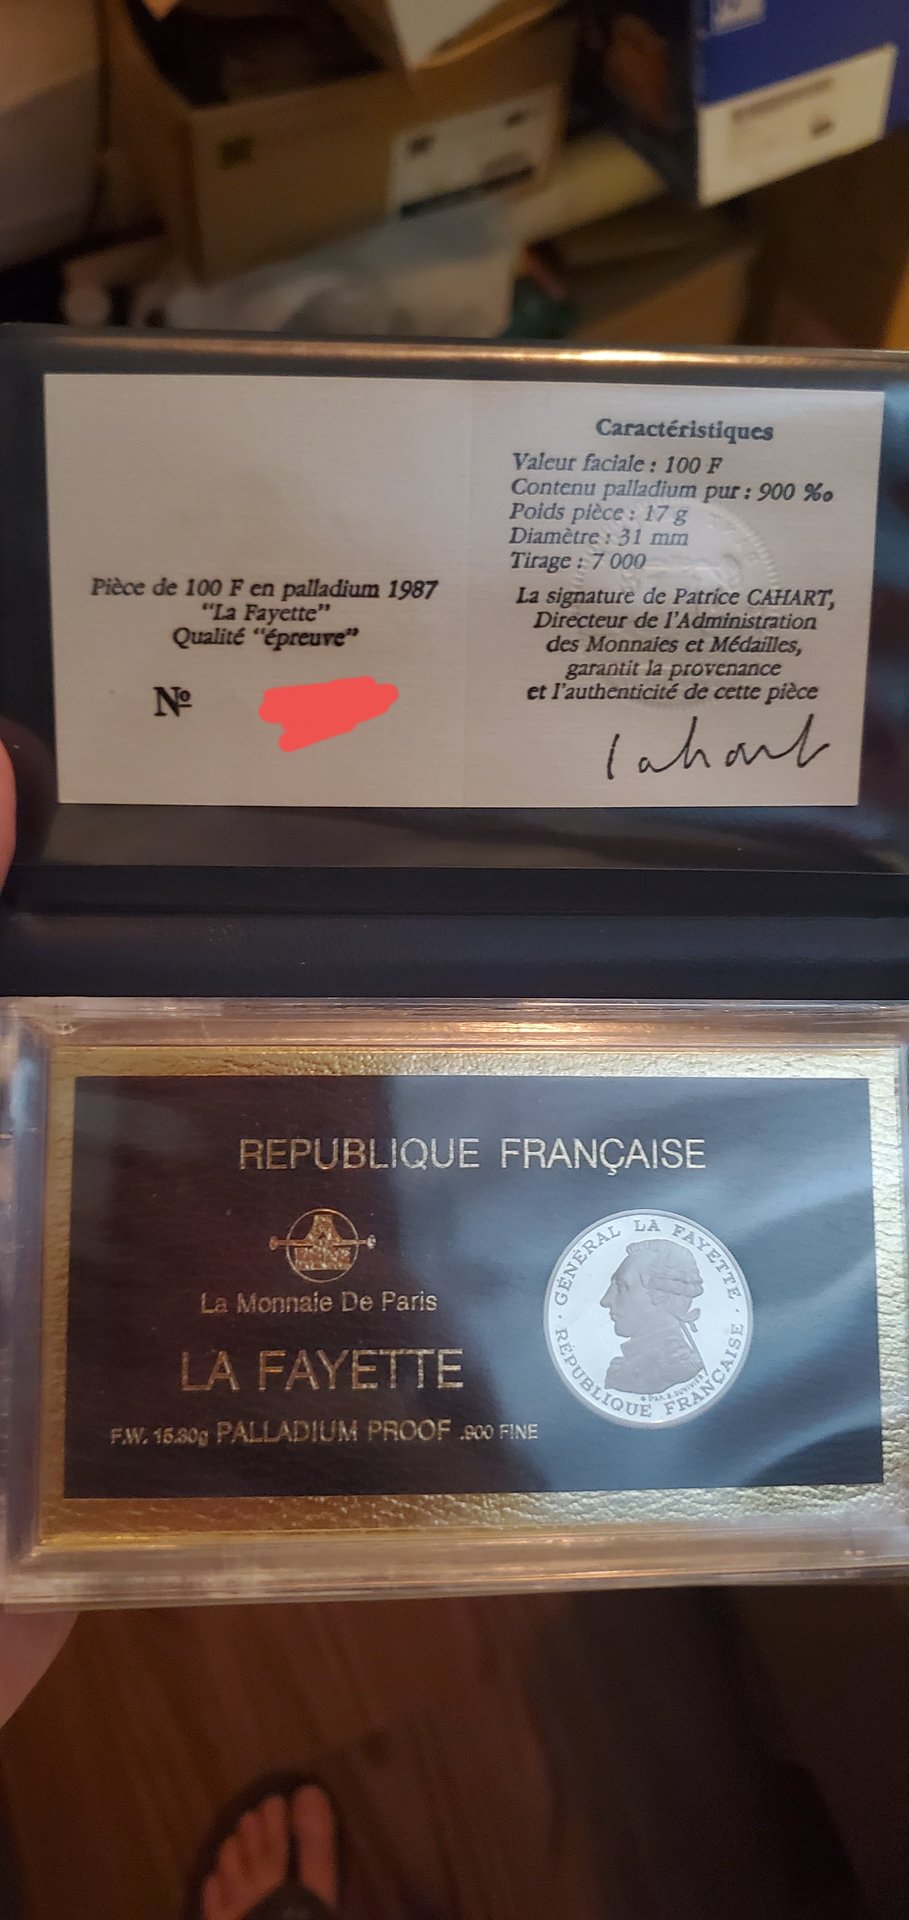 Caractéristiques
Valeur faciale : 100 F
Contenu palladium pur : 900 ‰
Poids pièce : 17 g
Diamètre : 31 mm
Tirage : 7 000
La signature de Patrice CAHART,
Directeur de l'Administration
des Monnaies et Médailles,
garantit la provenance
et l'authenticité de cette pièce
Cahart
Pièce de 100 F en palladium 1987
"La Fayette"
Qualité "épreuve"
Nº
REPUBLIQUE FRANÇAISE
La Monnaie De Paris
LA FAYETTE
F.W. 15.30g PALLADIUM PROOF .900 FINE
GÉNÉRAL LA FAYETTE
RÉPUBLIQUE FRANÇAISE